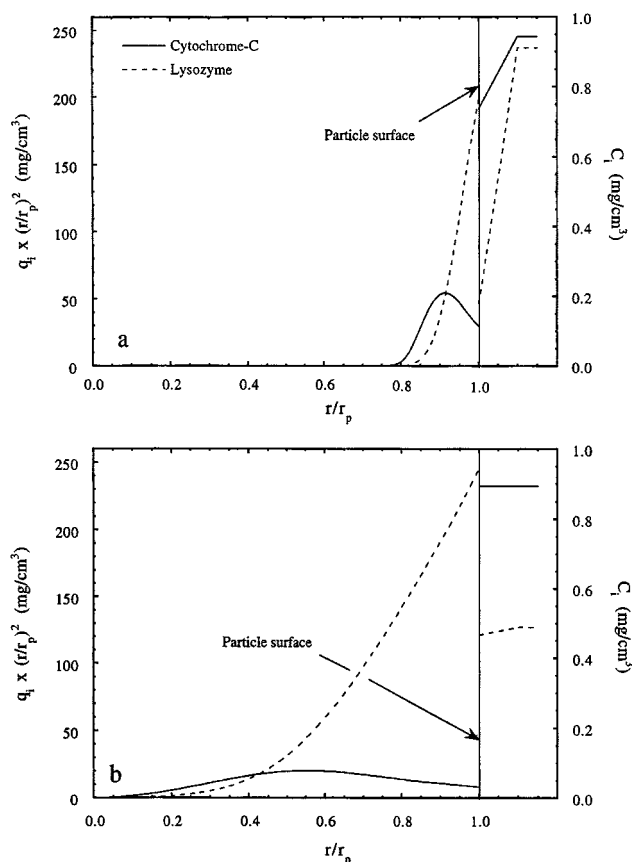 250
200
150
100
50
0
q_i x (r/r_p)^2 (mg/cm^3)
Cytochrome-C
Lysozyme
Particle surface
a
1.0
0.8
0.6
0.4
0.2
0.0
C_i (mg/cm^3)
0.0 0.2 0.4 0.6 0.8 1.0
r/r_p
250
200
150
100
50
0
q_i x (r/r_p)^2 (mg/cm^3)
Particle surface
b
1.0
0.8
0.6
0.4
0.2
0.0
C_i (mg/cm^3)
0.0 0.2 0.4 0.6 0.8 1.0
r/r_p